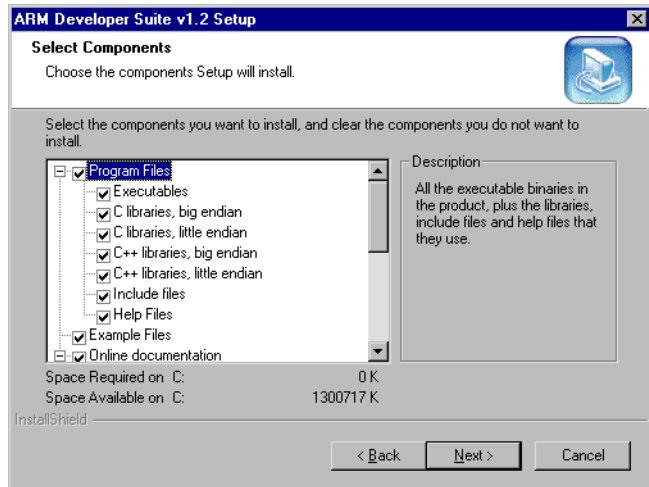 ARM Developer Suite v1.2 Setup
Select Components
Choose the components Setup will install.
Select the components you want to install, and clear the components you do not want to
install.
Program Files
Executables
C libraries, big endian
C libraries, little endian
C++ libraries, big endian
C++ libraries, little endian
Include files
Help Files
Example Files
Online documentation
Description
All the executable binaries in
the product, plus the libraries,
include files and help files that
they use.
Space Required on C: 0 K
Space Available on C: 1300717 K
InstallShield
< Back
Next >
Cancel